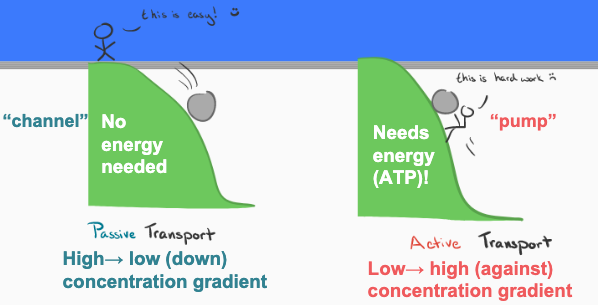 this is easy! :)
"channel"
No
energy
needed
Passive Transport
High→ low (down)
concentration gradient
this is hard work :(
"pump"
Needs
energy
(ATP)!
Active Transport
Low→ high (against)
concentration gradient